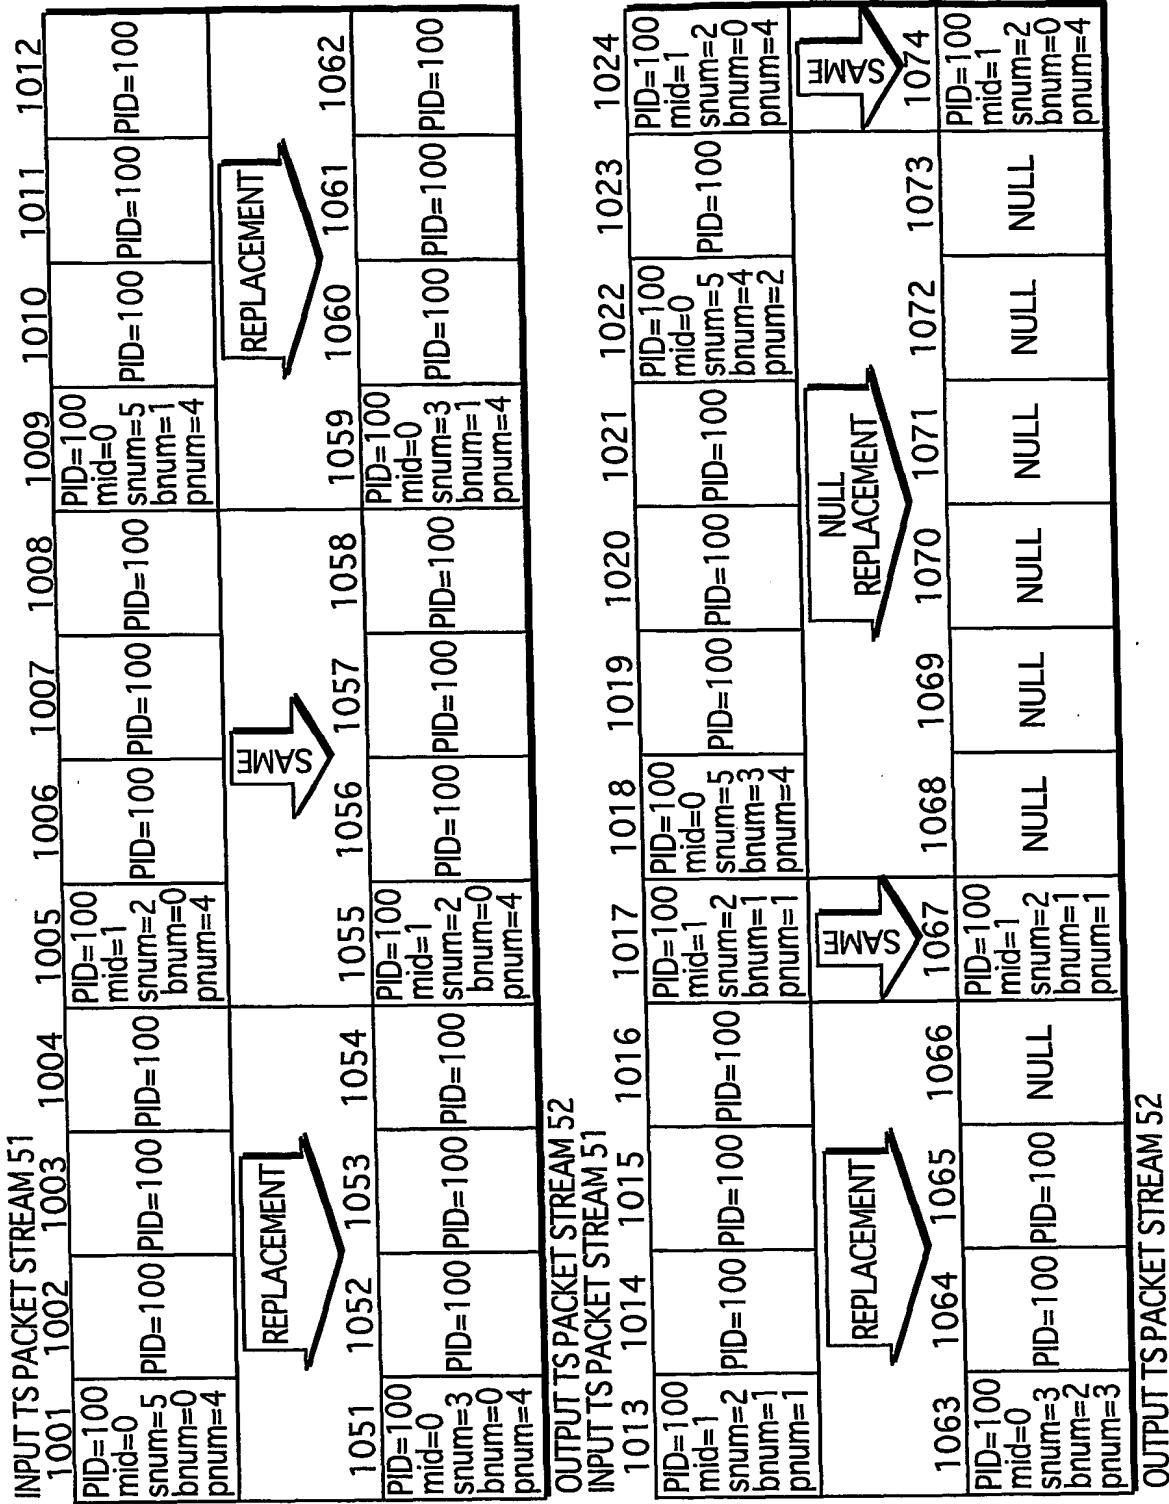 INPUT TS PACKET STREAM 51
1001 1002 1003 1004 1005 1006 1007 1008 1009 1010 1011 1012
PID=100
mid=0
snum=5
bnum=0
pnum=4
PID=100
PID=100
PID=100
PID=100
mid=1
snum=2
bnum=0
pnum=4
PID=100
PID=100
PID=100
PID=100
mid=0
snum=5
bnum=1
pnum=4
PID=100
PID=100
PID=100
REPLACEMENT
SAME
REPLACEMENT
1051 1052 1053 1054 1055 1056 1057 1058 1059 1060 1061 1062
PID=100
mid=0
snum=3
bnum=0
pnum=4
PID=100
PID=100
PID=100
PID=100
mid=1
snum=2
bnum=0
pnum=4
PID=100
PID=100
PID=100
PID=100
mid=0
snum=3
bnum=1
pnum=4
PID=100
PID=100
PID=100
OUTPUT TS PACKET STREAM 52
INPUT TS PACKET STREAM 51
1013 1014 1015 1016 1017 1018 1019 1020 1021 1022 1023 1024
PID=100
mid=1
snum=2
bnum=1
pnum=1
PID=100
PID=100
PID=100
PID=100
mid=1
snum=2
bnum=1
pnum=1
PID=100
mid=0
snum=5
bnum=3
pnum=4
PID=100
PID=100
PID=100
PID=100
mid=0
snum=5
bnum=4
pnum=2
PID=100
PID=100
mid=1
snum=2
bnum=0
pnum=4
REPLACEMENT
SAME
NULL
REPLACEMENT
SAME
1063 1064 1065 1066 1067 1068 1069 1070 1071 1072 1073 1074
PID=100
mid=0
snum=3
bnum=2
pnum=3
PID=100
PID=100
NULL
PID=100
mid=1
snum=2
bnum=1
pnum=1
NULL
NULL
NULL
NULL
NULL
NULL
PID=100
mid=1
snum=2
bnum=0
pnum=4
OUTPUT TS PACKET STREAM 52